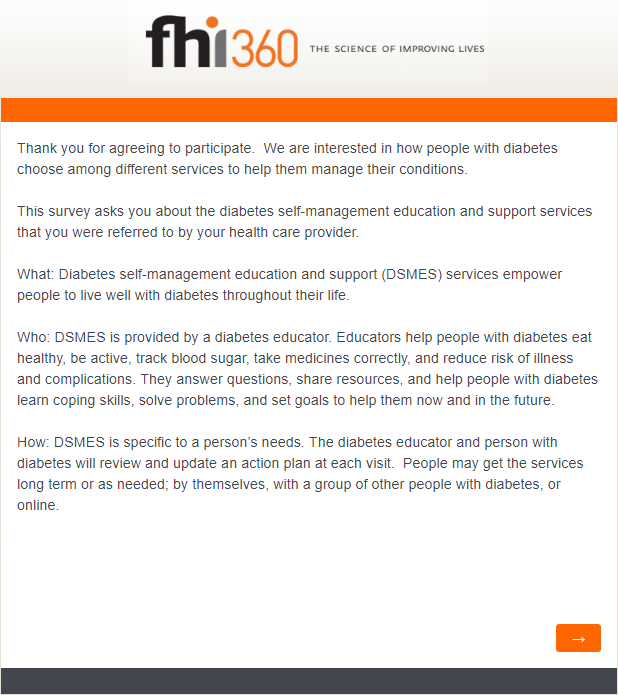 fhi360 THE SCIENCE OF IMPROVING LIVES
Thank you for agreeing to participate.  We are interested in how people with diabetes
choose among different services to help them manage their conditions.
This survey asks you about the diabetes self-management education and support services
that you were referred to by your health care provider.
What: Diabetes self-management education and support (DSMES) services empower
people to live well with diabetes throughout their life.
Who: DSMES is provided by a diabetes educator. Educators help people with diabetes eat
healthy, be active, track blood sugar, take medicines correctly, and reduce risk of illness
and complications. They answer questions, share resources, and help people with diabetes
learn coping skills, solve problems, and set goals to help them now and in the future.
How: DSMES is specific to a person’s needs. The diabetes educator and person with
diabetes will review and update an action plan at each visit.  People may get the services
long term or as needed; by themselves, with a group of other people with diabetes, or
online.
→